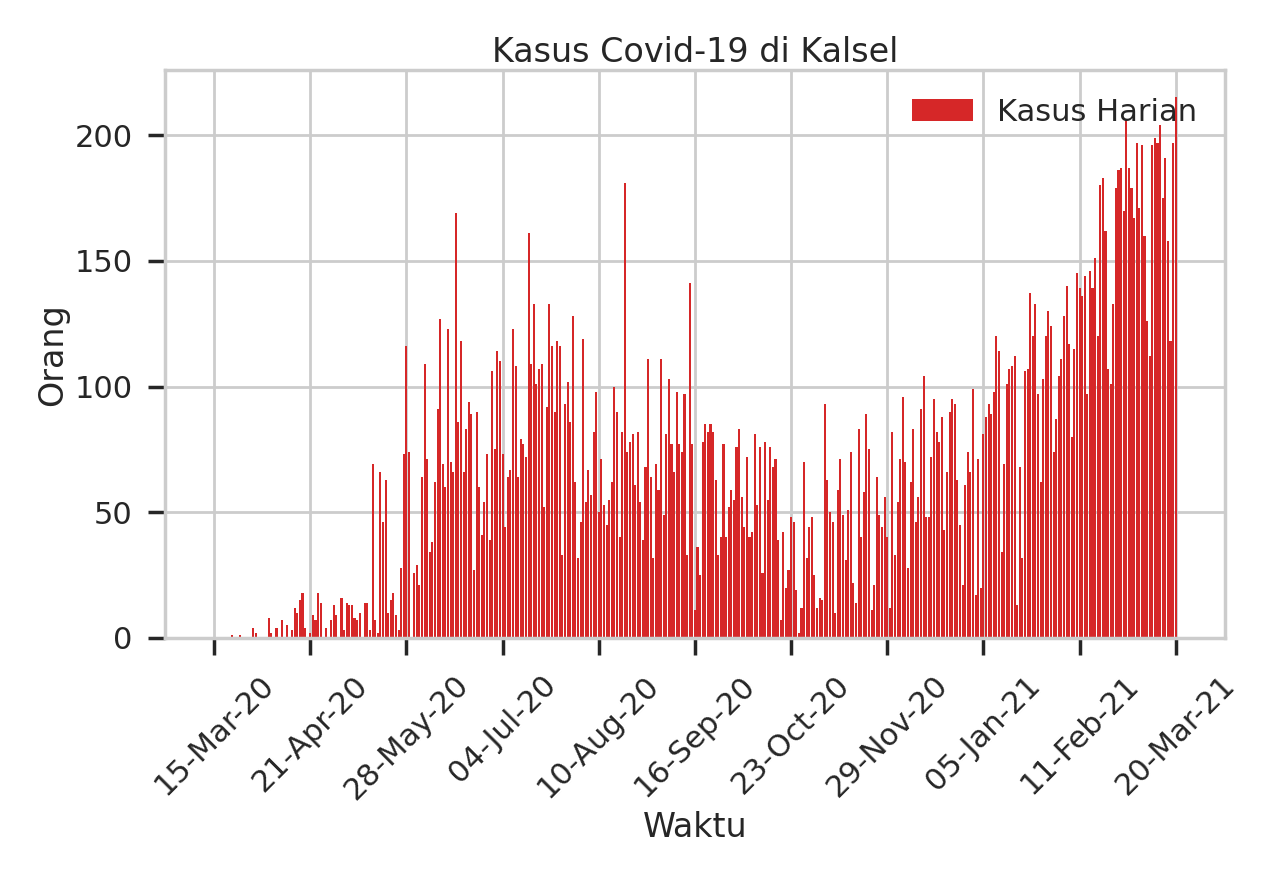 Kasus Covid-19 di Kalsel
Kasus Harian
Orang
200
150
100
50
0
15-Mar-20
21-Apr-20
28-May-20
04-Jul-20
10-Aug-20
16-Sep-20
23-Oct-20
29-Nov-20
05-Jan-21
11-Feb-21
20-Mar-21
Waktu